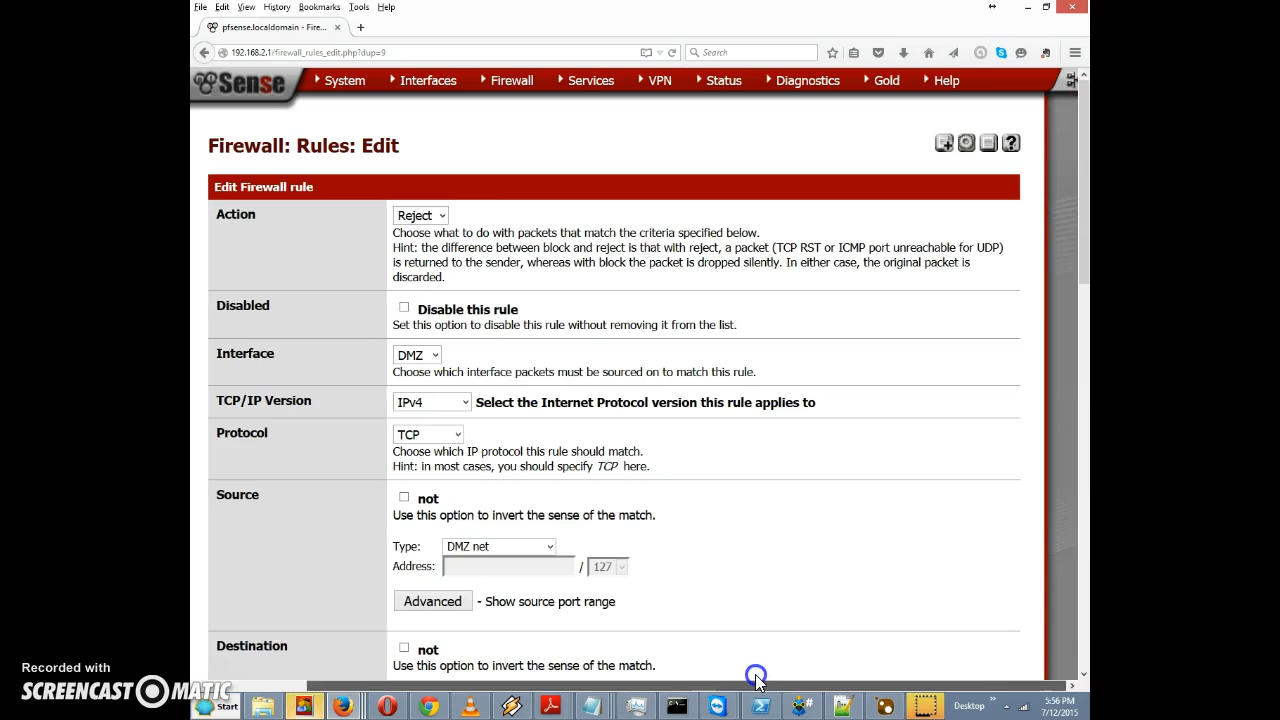 File Edit View History Bookmarks Tools Help
pfsense.localdomain - Fire...
192.168.2.1/firewall_rules_edit.php?dup=9
Search
Sense
System Interfaces Firewall Services VPN Status Diagnostics Gold Help
Firewall: Rules: Edit
Edit Firewall rule
Action
Reject
Choose what to do with packets that match the criteria specified below.
Hint: the difference between block and reject is that with reject, a packet (TCP RST or ICMP port unreachable for UDP)
is returned to the sender, whereas with block the packet is dropped silently. In either case, the original packet is
discarded.
Disabled
Disable this rule
Set this option to disable this rule without removing it from the list.
Interface
DMZ
Choose which interface packets must be sourced on to match this rule.
TCP/IP Version
IPv4 Select the Internet Protocol version this rule applies to
Protocol
TCP
Choose which IP protocol this rule should match.
Hint: in most cases, you should specify TCP here.
Source
not
Use this option to invert the sense of the match.
Type: DMZ net
Address: / 127
Advanced - Show source port range
Destination
not
Use this option to invert the sense of the match.
Recorded with
SCREENCAST MATIC
Start
Desktop
5:56 PM
7/12/2015